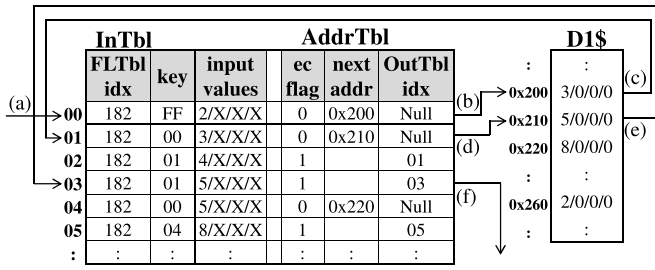 InTbl AddrTbl D1$
FLTbl idx key input values ec flag next addr OutTbl idx : :
(a) 00 182 FF 2/X/X/X 0 0x200 Null (b) 0x200 3/0/0/0 (c)
01 182 00 3/X/X/X 0 0x210 Null (d) 0x210 5/0/0/0 (e)
02 182 01 4/X/X/X 1 01 0x220 8/0/0/0
03 182 01 5/X/X/X 1 03 (f) : :
04 182 00 5/X/X/X 0 0x220 Null 0x260 2/0/0/0
05 182 04 8/X/X/X 1 05 : :
: : : : : : :